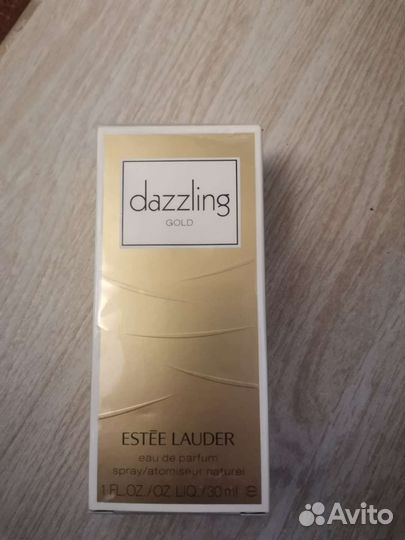 dazzling
GOLD
ESTĒE LAUDER
eau de parfum
spray/atomiseur naturel
1 FL.OZ./OZ. LIQ./30 ml ℮
Avito